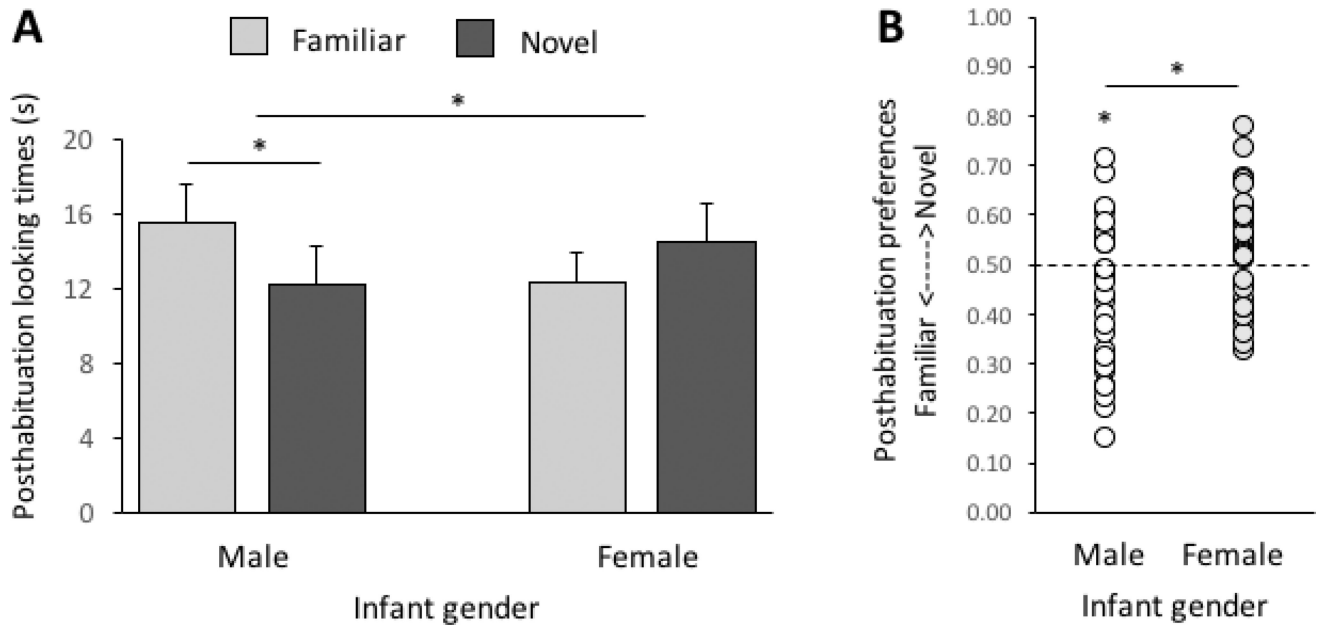 A
Familiar
Novel
B
Posthabituation looking times (s)
20
16
12
8
4
0
*
*
Male
Female
Infant gender
Posthabituation preferences
Familiar <-----> Novel
1.00
0.90
0.80
0.70
0.60
0.50
0.40
0.30
0.20
0.10
0.00
*
*
Male
Female
Infant gender